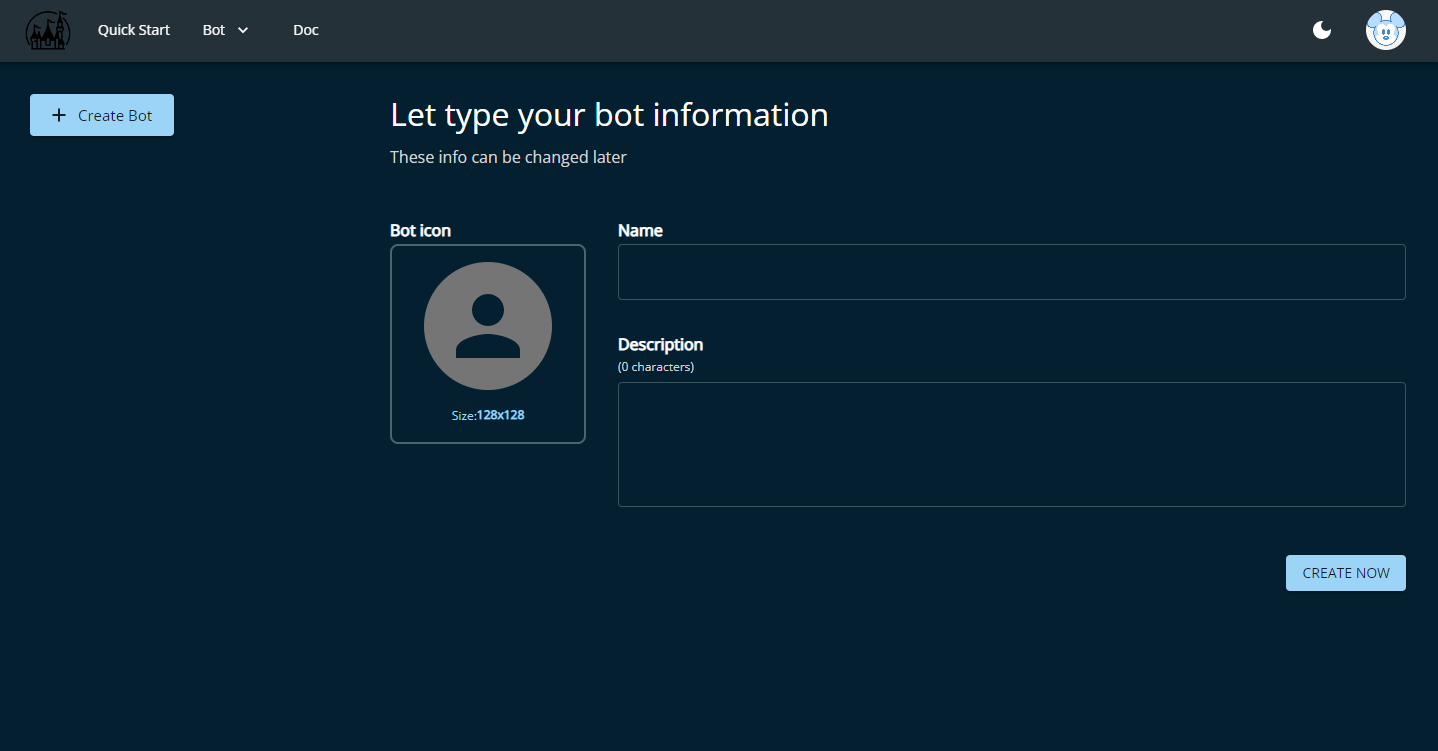 Quick Start
Bot
Doc
Create Bot
Let type your bot information
These info can be changed later
Bot icon
Size:128x128
Name
Description
(0 characters)
CREATE NOW